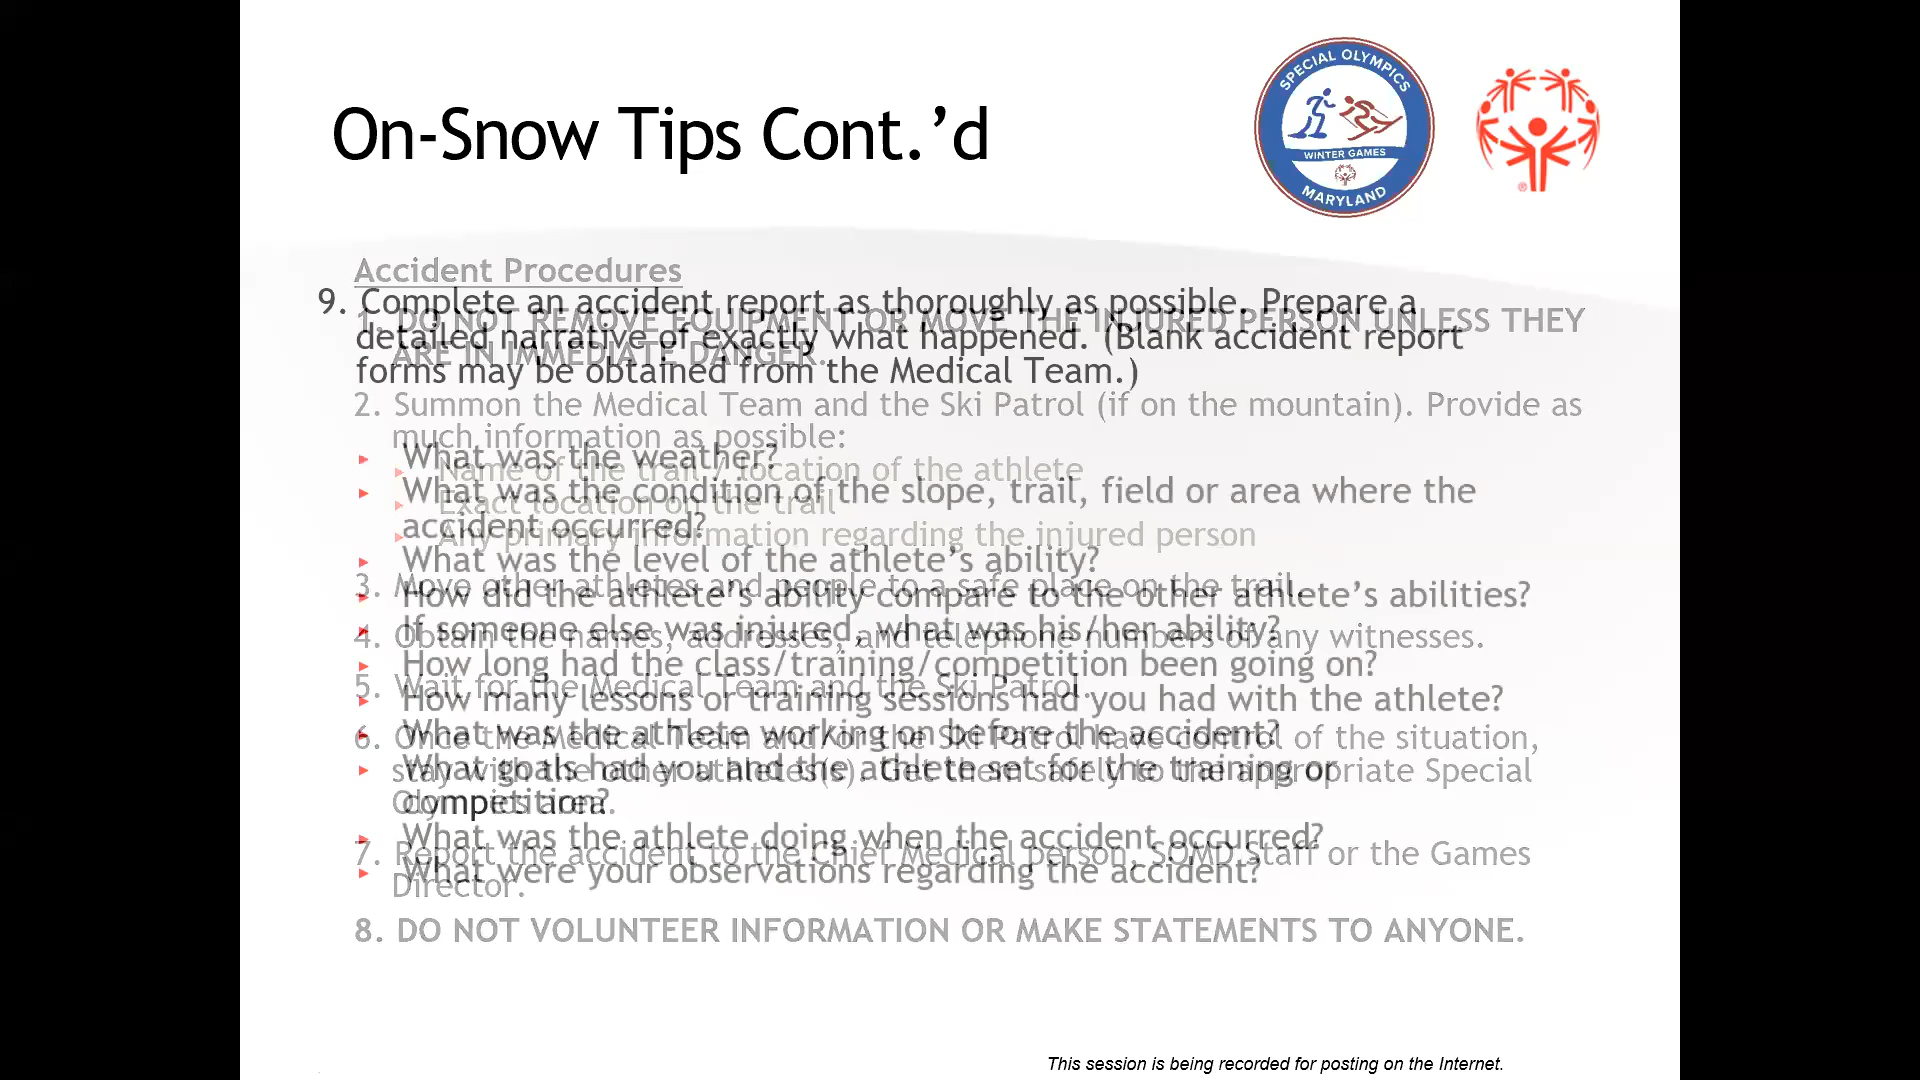 On-Snow Tips Cont.’d
SPECIAL OLYMPICS
WINTER GAMES
MARYLAND
®
Accident Procedures
1. DO NOT REMOVE EQUIPMENT OR MOVE THE INJURED PERSON UNLESS THEY
ARE IN IMMEDIATE DANGER.
2. Summon the Medical Team and the Ski Patrol (if on the mountain). Provide as
much information as possible:
Name of the trail / location of the athlete
Exact location on the trail
Any primary information regarding the injured person
3. Move other athletes and people to a safe place on the trail.
4. Obtain the names, addresses, and telephone numbers of any witnesses.
5. Wait for the Medical Team and the Ski Patrol.
6. Once the Medical Team and/or the Ski Patrol have control of the situation,
stay with the other athlete(s). Get them safely to the appropriate Special
Olympics area.
7. Report the accident to the Chief Medical person, SOMD Staff or the Games
Director.
8. DO NOT VOLUNTEER INFORMATION OR MAKE STATEMENTS TO ANYONE.
9. Complete an accident report as thoroughly as possible. Prepare a
detailed narrative of exactly what happened. (Blank accident report
forms may be obtained from the Medical Team.)
What was the weather?
What was the condition of the slope, trail, field or area where the
accident occurred?
What was the level of the athlete’s ability?
How did the athlete’s ability compare to the other athlete’s abilities?
If someone else was injured, what was his/her ability?
How long had the class/training/competition been going on?
How many lessons or training sessions had you had with the athlete?
What was the athlete working on before the accident?
What goals had you and the athlete set for the training or
competition?
What was the athlete doing when the accident occurred?
What were your observations regarding the accident?
This session is being recorded for posting on the Internet.